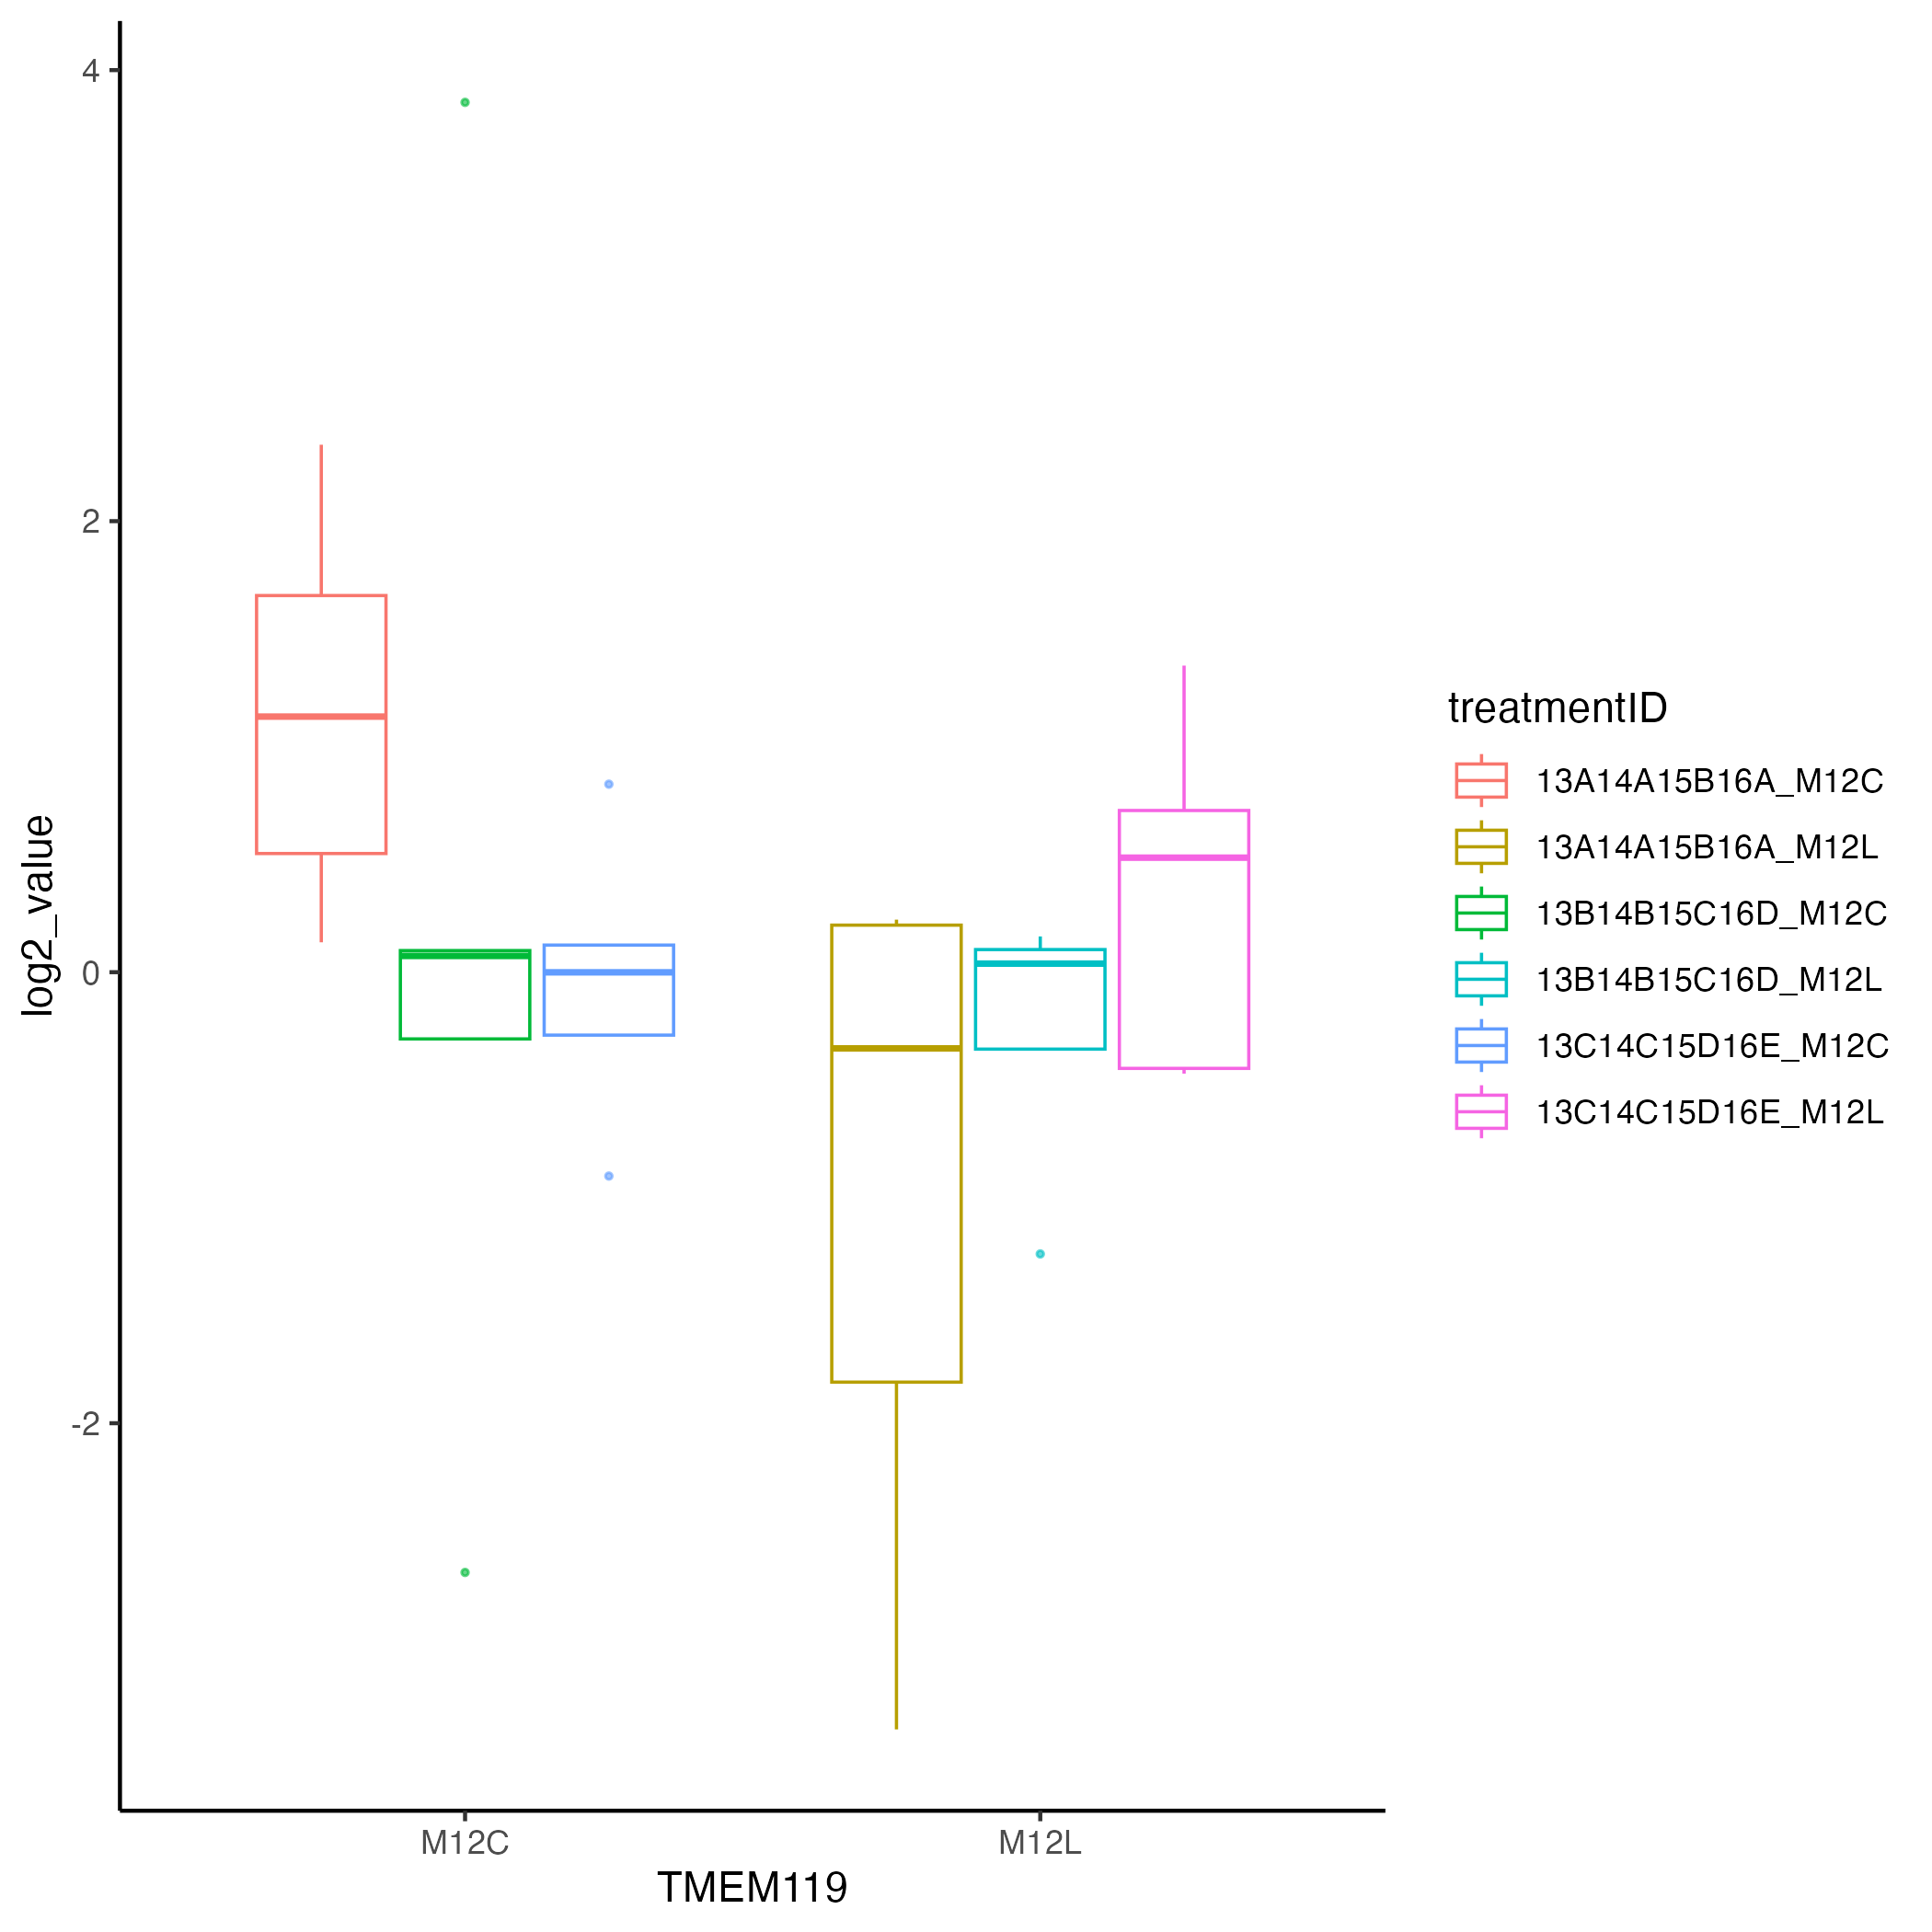 4
2
0
-2
log2_value
M12C
M12L
TMEM119
treatmentID
13A14A15B16A_M12C
13A14A15B16A_M12L
13B14B15C16D_M12C
13B14B15C16D_M12L
13C14C15D16E_M12C
13C14C15D16E_M12L